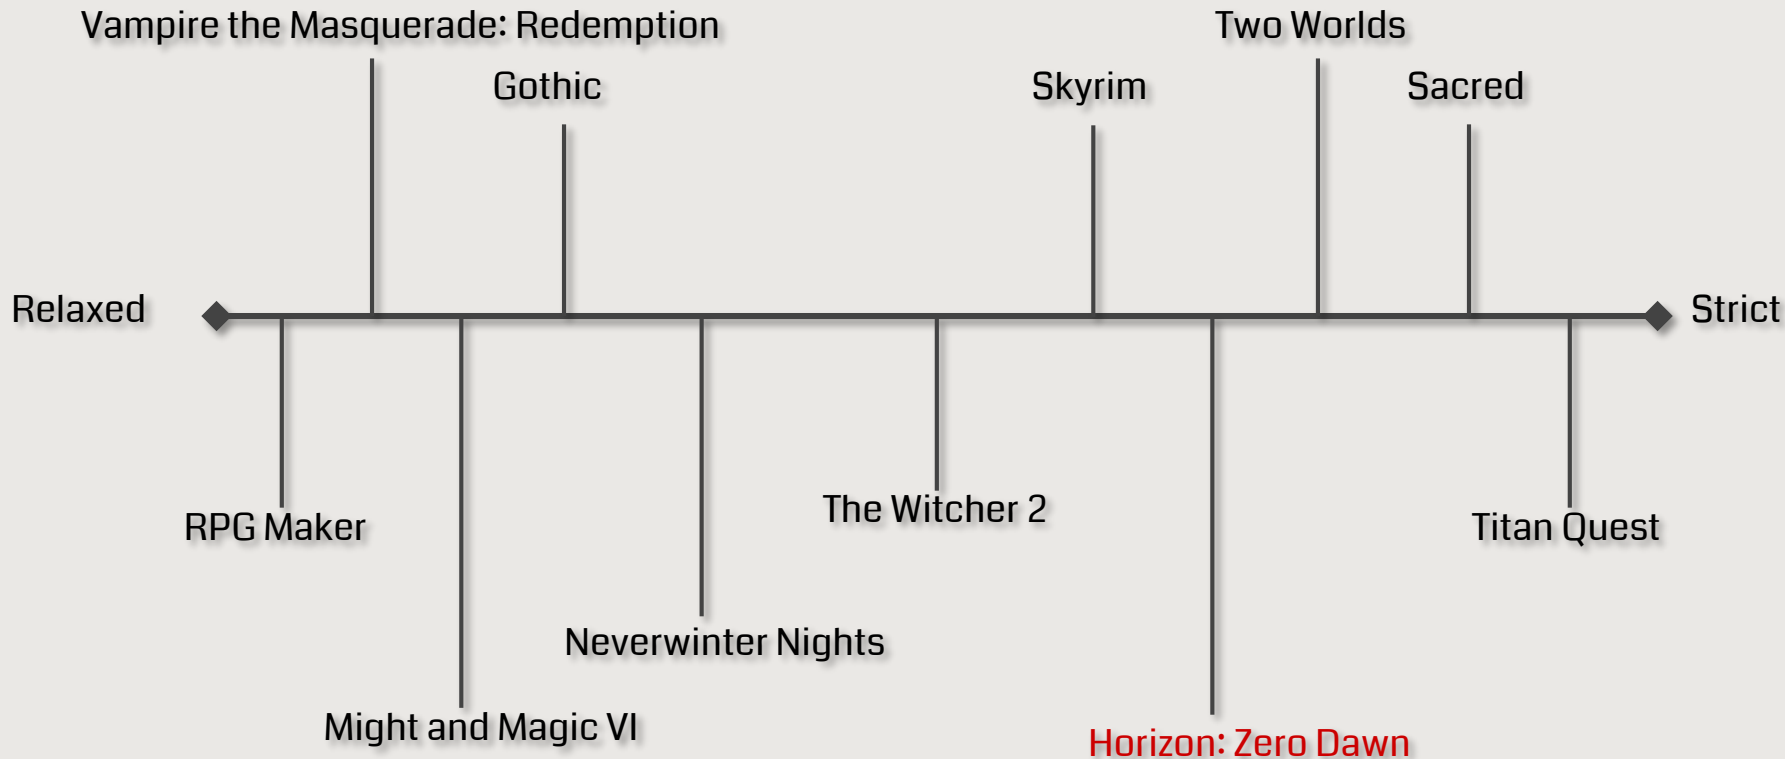 Vampire the Masquerade: Redemption
Two Worlds
Gothic
Skyrim
Sacred
Relaxed
Strict
RPG Maker
The Witcher 2
Titan Quest
Neverwinter Nights
Might and Magic VI
Horizon: Zero Dawn